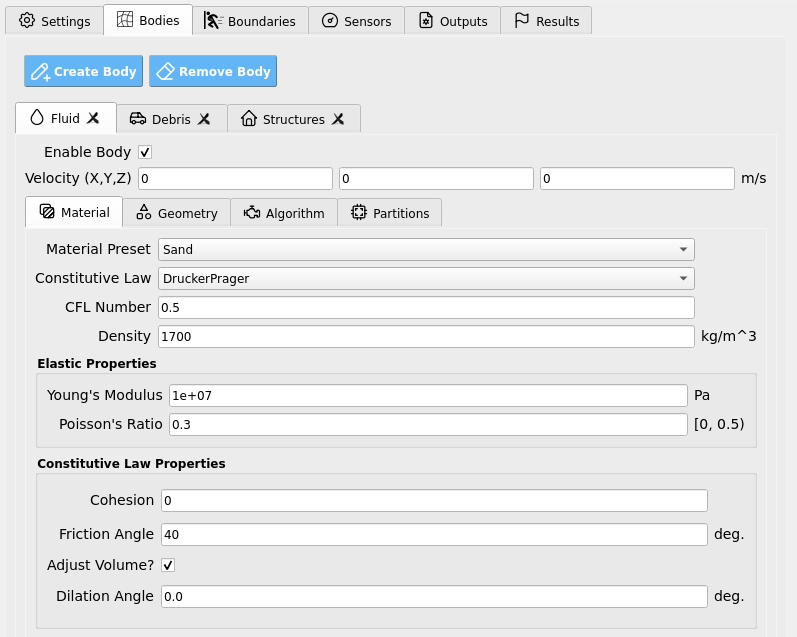 Settings Bodies Boundaries Sensors Outputs Results
Create Body Remove Body
Fluid Debris Structures
Enable Body
Velocity (X,Y,Z) 0 0 0 m/s
Material Geometry Algorithm Partitions
Material Preset Sand
Constitutive Law DruckerPrager
CFL Number 0.5
Density 1700 kg/m^3
Elastic Properties
Young's Modulus 1e+07 Pa
Poisson's Ratio 0.3 [0, 0.5)
Constitutive Law Properties
Cohesion 0
Friction Angle 40 deg.
Adjust Volume?
Dilation Angle 0.0 deg.